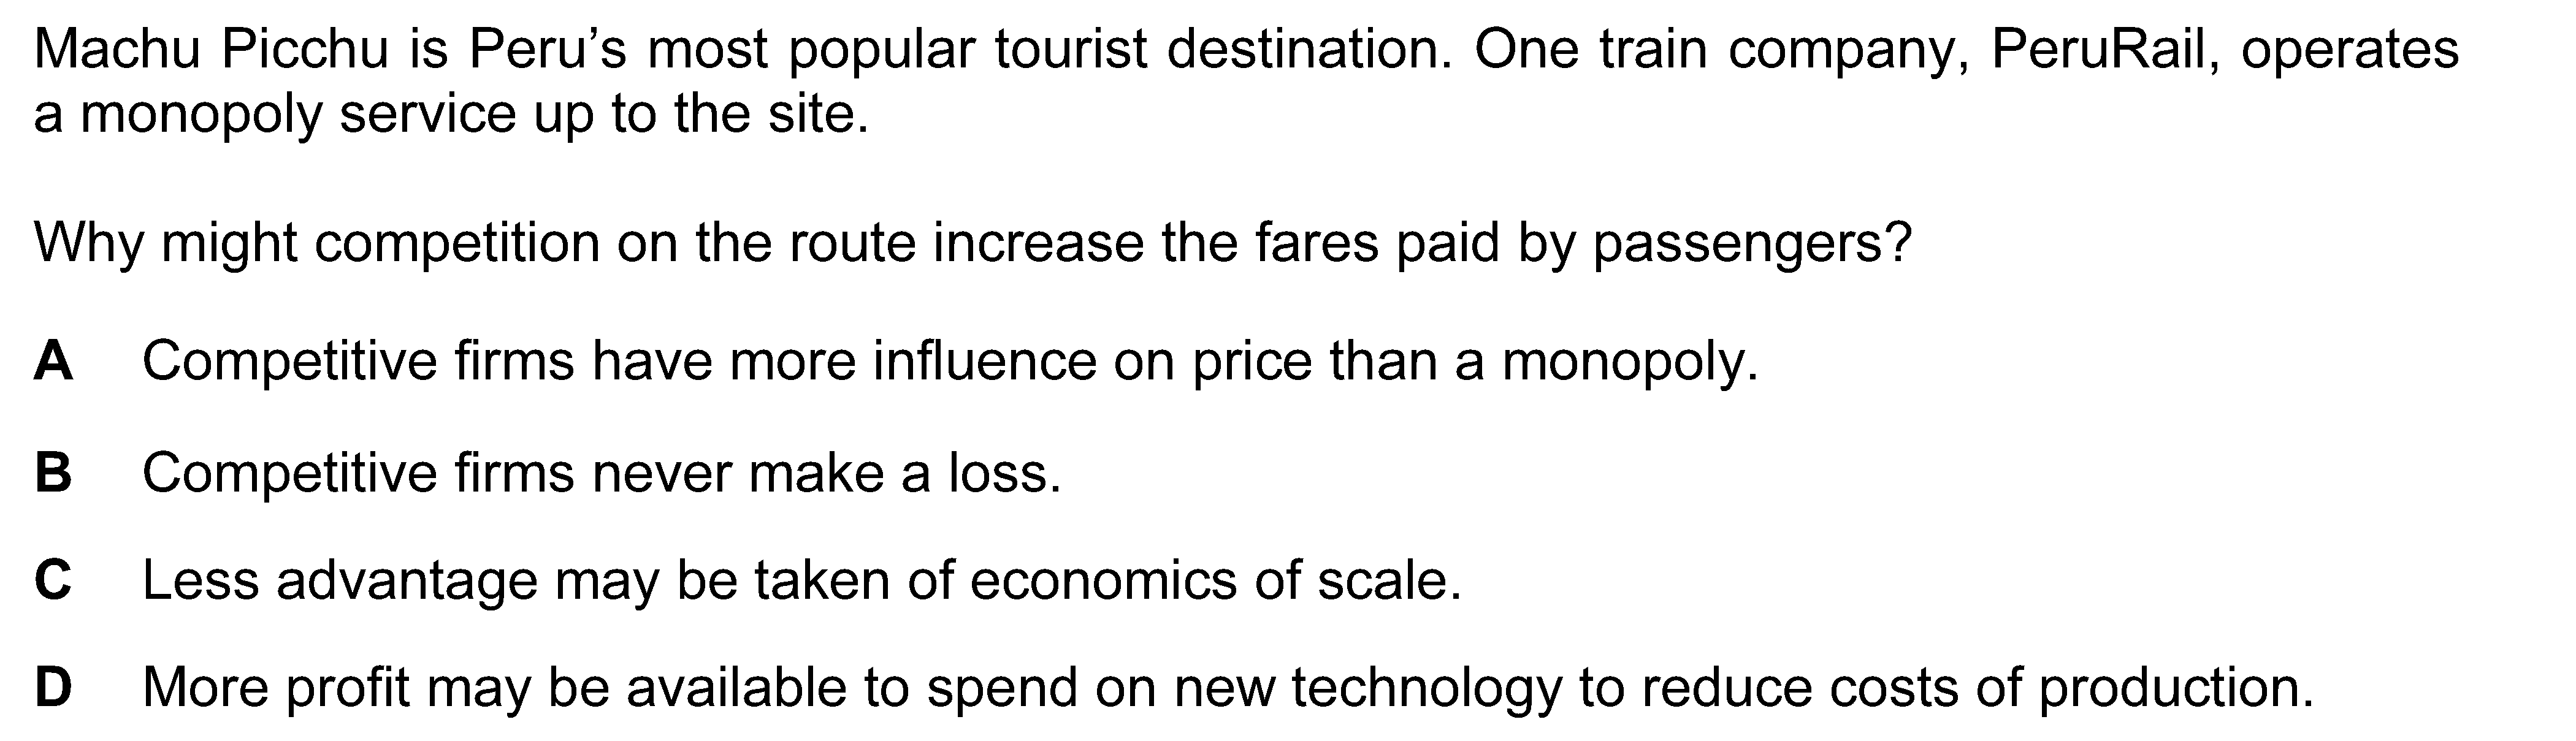 Machu Picchu is Peru’s most popular tourist destination. One train company, PeruRail, operates
a monopoly service up to the site.
Why might competition on the route increase the fares paid by passengers?
A Competitive firms have more influence on price than a monopoly.
B Competitive firms never make a loss.
C Less advantage may be taken of economics of scale.
D More profit may be available to spend on new technology to reduce costs of production.